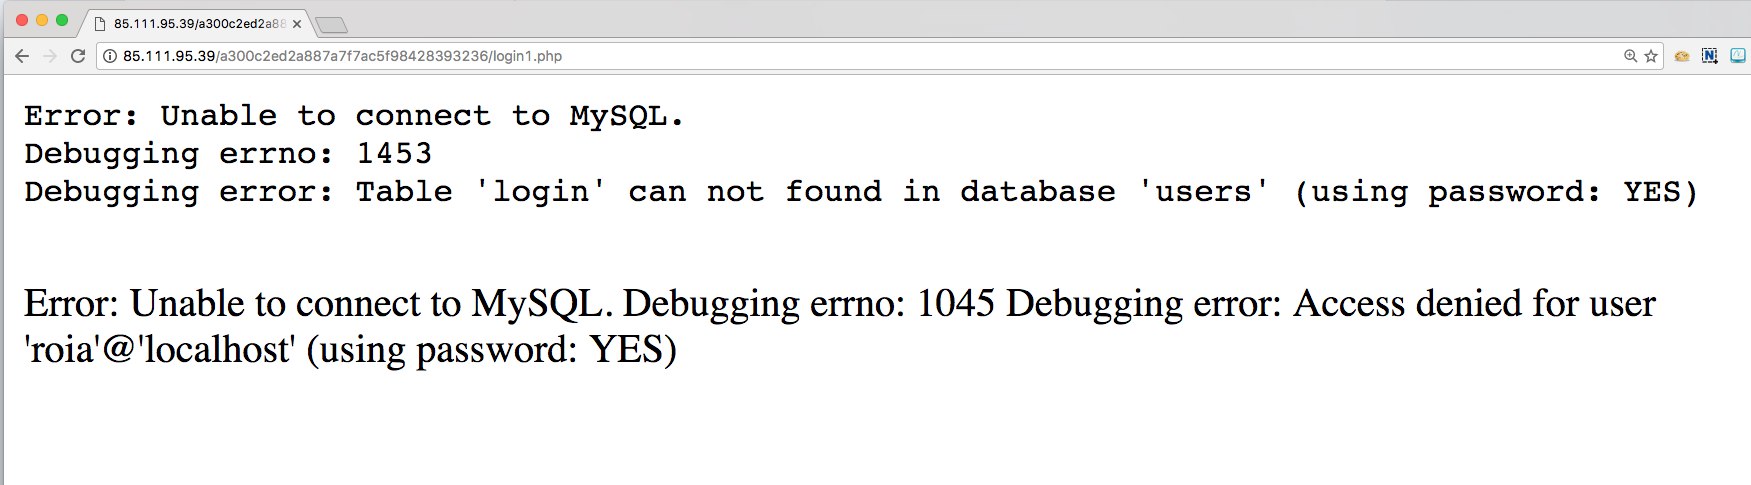 85.111.95.39/a300c2ed2a88
85.111.95.39/a300c2ed2a887a7f7ac5f98428393236/login1.php
Error: Unable to connect to MySQL.
Debugging errno: 1453
Debugging error: Table 'login' can not found in database 'users' (using password: YES)
Error: Unable to connect to MySQL. Debugging errno: 1045 Debugging error: Access denied for user
'roia'@'localhost' (using password: YES)